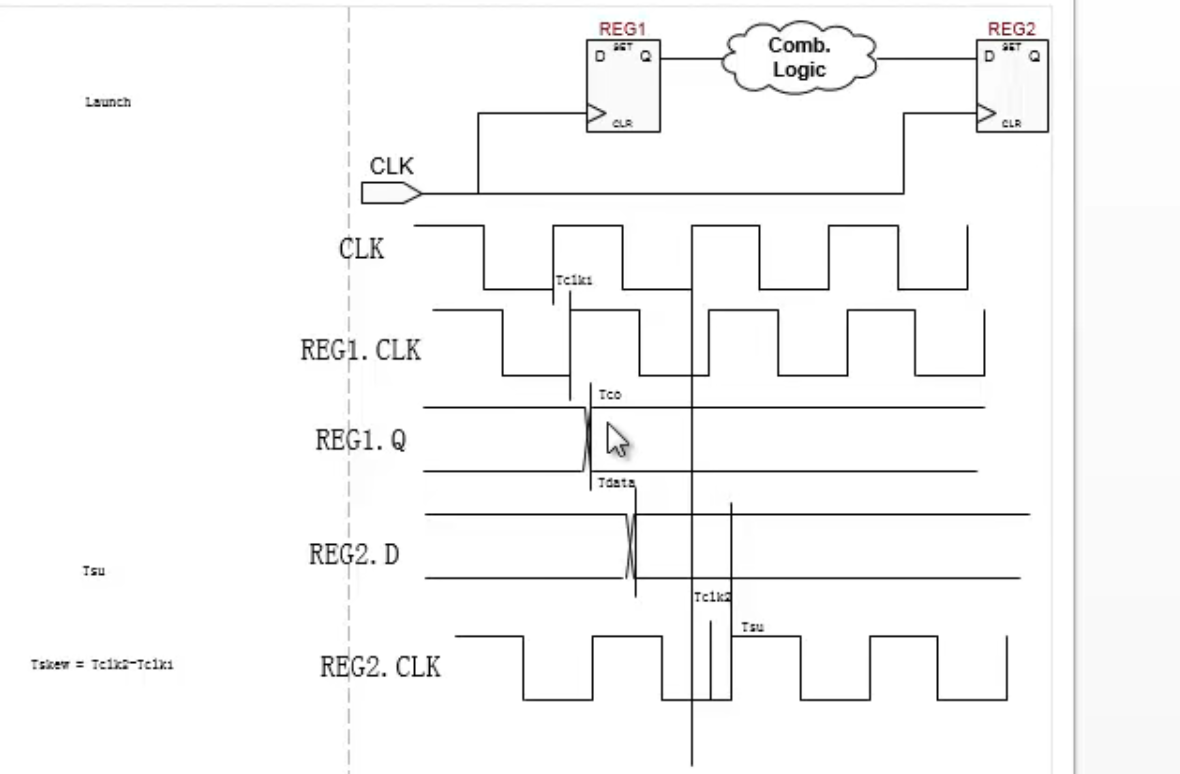 REG1
REG2
D SET Q
Comb.
Logic
D SET Q
CLR
CLR
Launch
CLK
CLK
Tclk1
REG1.CLK
Tco
REG1.Q
Tdata
REG2.D
Tsu
Tclk2
Tsu
Tskew = Tclk2-Tclk1
REG2.CLK